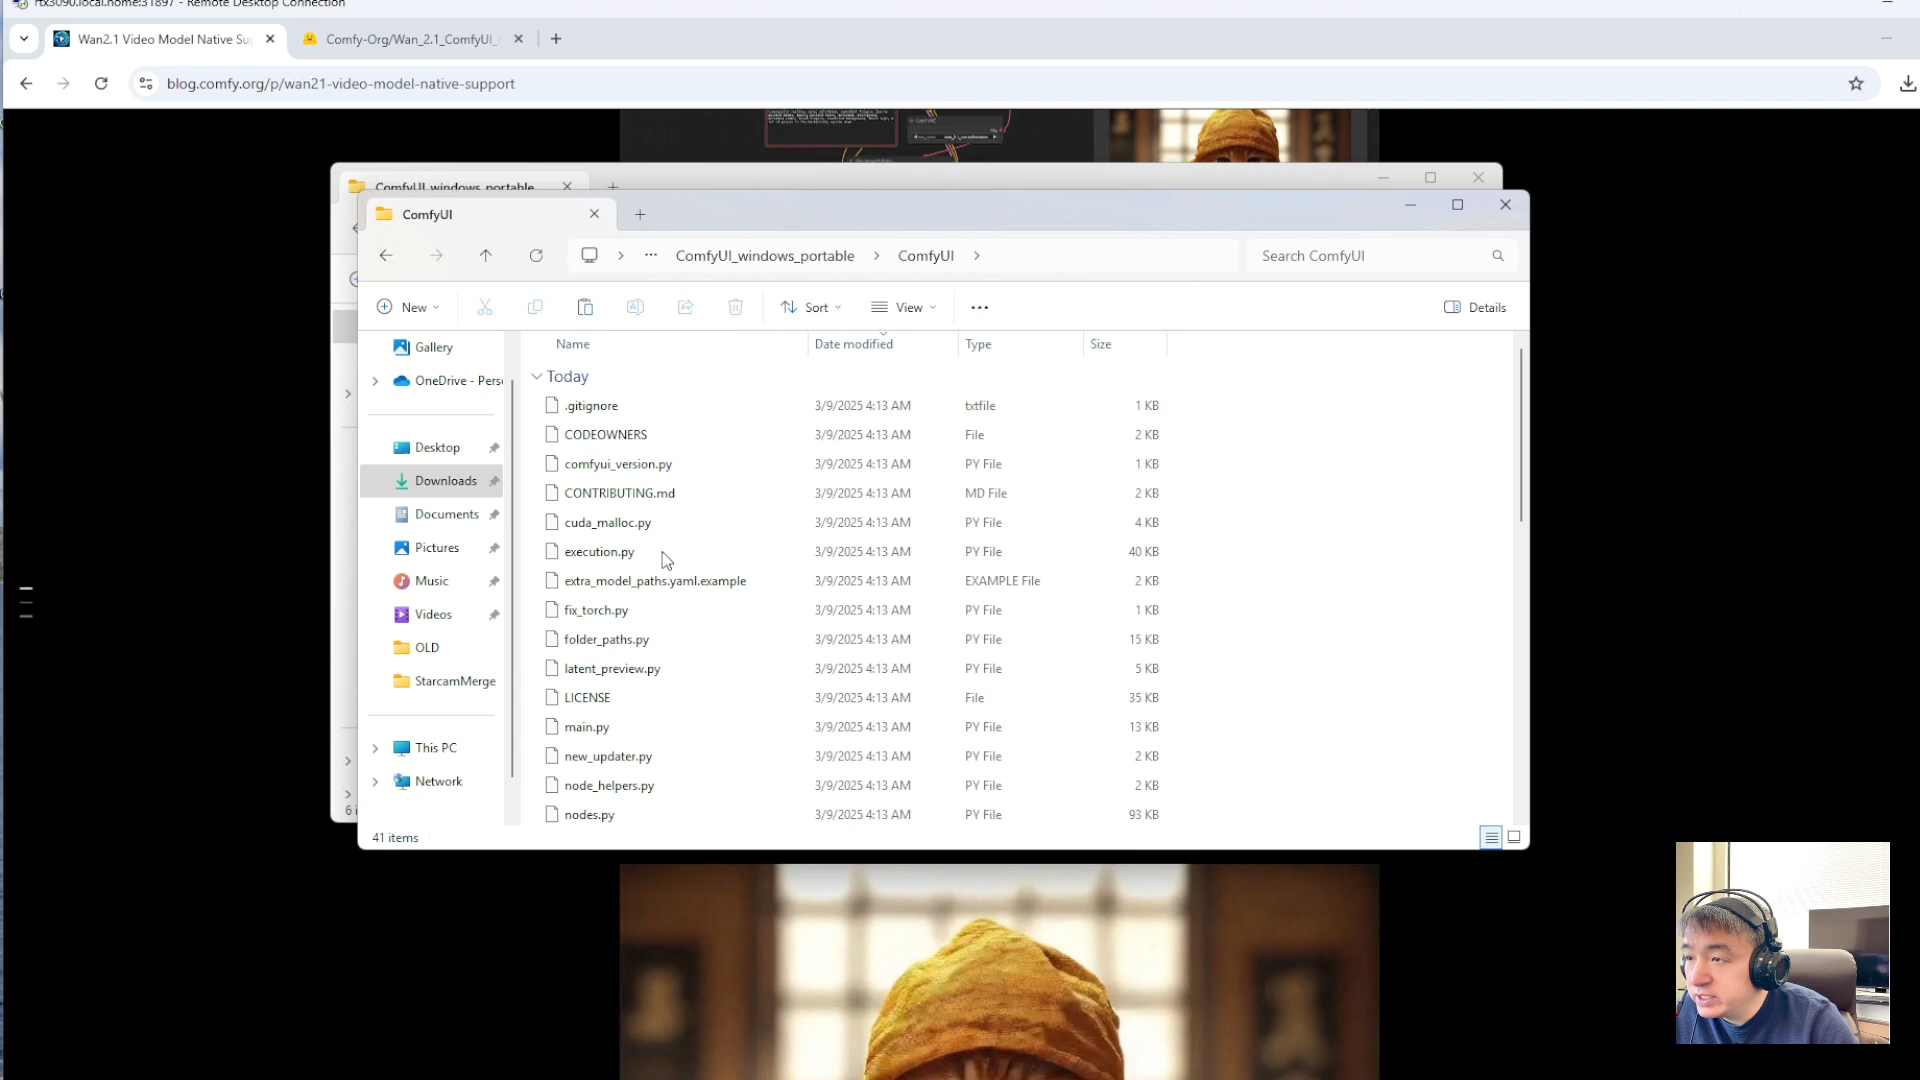 rtx3090.local.home:31897 - Remote Desktop Connection
Wan2.1 Video Model Native Su
Comfy-Org/Wan_2.1_ComfyUI_
blog.comfy.org/p/wan21-video-model-native-support
ComfyUI_windows_portable
ComfyUI
ComfyUI_windows_portable > ComfyUI >
Search ComfyUI
New
Sort
View
Details
Gallery
OneDrive - Pers
Desktop
Downloads
Documents
Pictures
Music
Videos
OLD
StarcamMerge
This PC
Network
Name Date modified Type Size
Today
.gitignore 3/9/2025 4:13 AM txtfile 1 KB
CODEOWNERS 3/9/2025 4:13 AM File 2 KB
comfyui_version.py 3/9/2025 4:13 AM PY File 1 KB
CONTRIBUTING.md 3/9/2025 4:13 AM MD File 2 KB
cuda_malloc.py 3/9/2025 4:13 AM PY File 4 KB
execution.py 3/9/2025 4:13 AM PY File 40 KB
extra_model_paths.yaml.example 3/9/2025 4:13 AM EXAMPLE File 2 KB
fix_torch.py 3/9/2025 4:13 AM PY File 1 KB
folder_paths.py 3/9/2025 4:13 AM PY File 15 KB
latent_preview.py 3/9/2025 4:13 AM PY File 5 KB
LICENSE 3/9/2025 4:13 AM File 35 KB
main.py 3/9/2025 4:13 AM PY File 13 KB
new_updater.py 3/9/2025 4:13 AM PY File 2 KB
node_helpers.py 3/9/2025 4:13 AM PY File 2 KB
nodes.py 3/9/2025 4:13 AM PY File 93 KB
6 i
41 items